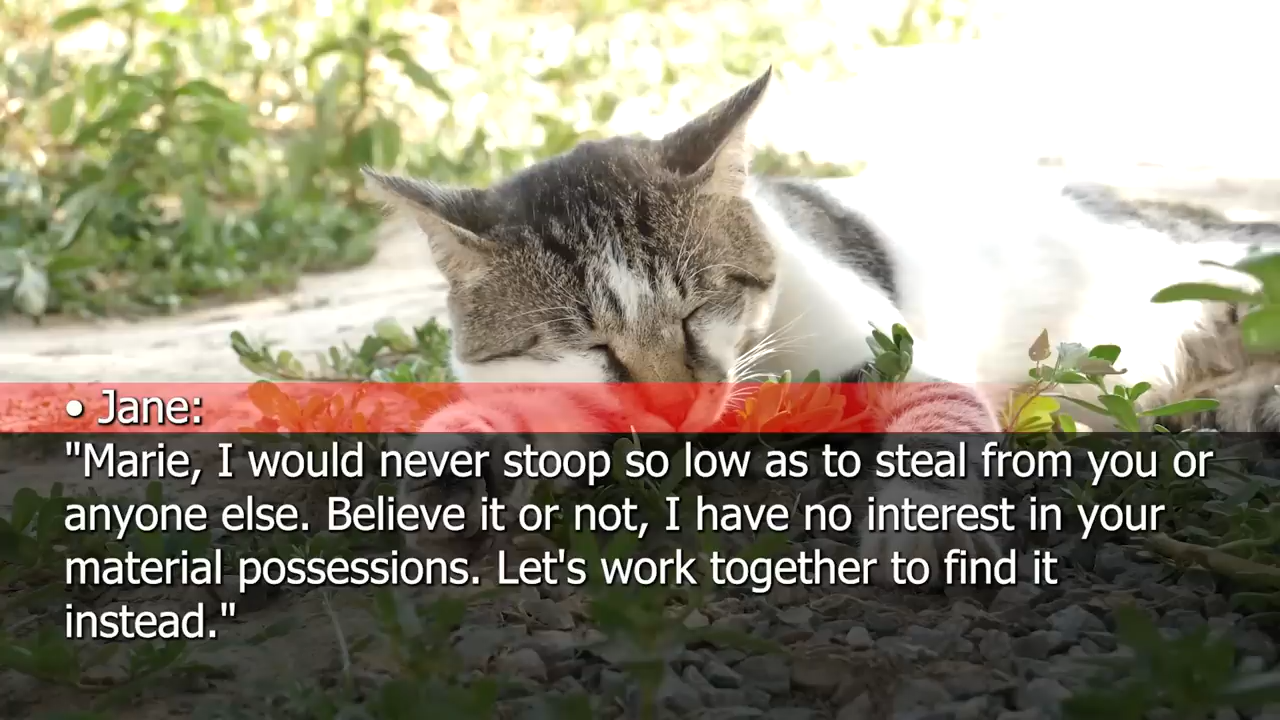 • Jane:
"Marie, I would never stoop so low as to steal from you or
anyone else. Believe it or not, I have no interest in your
material possessions. Let's work together to find it
instead."